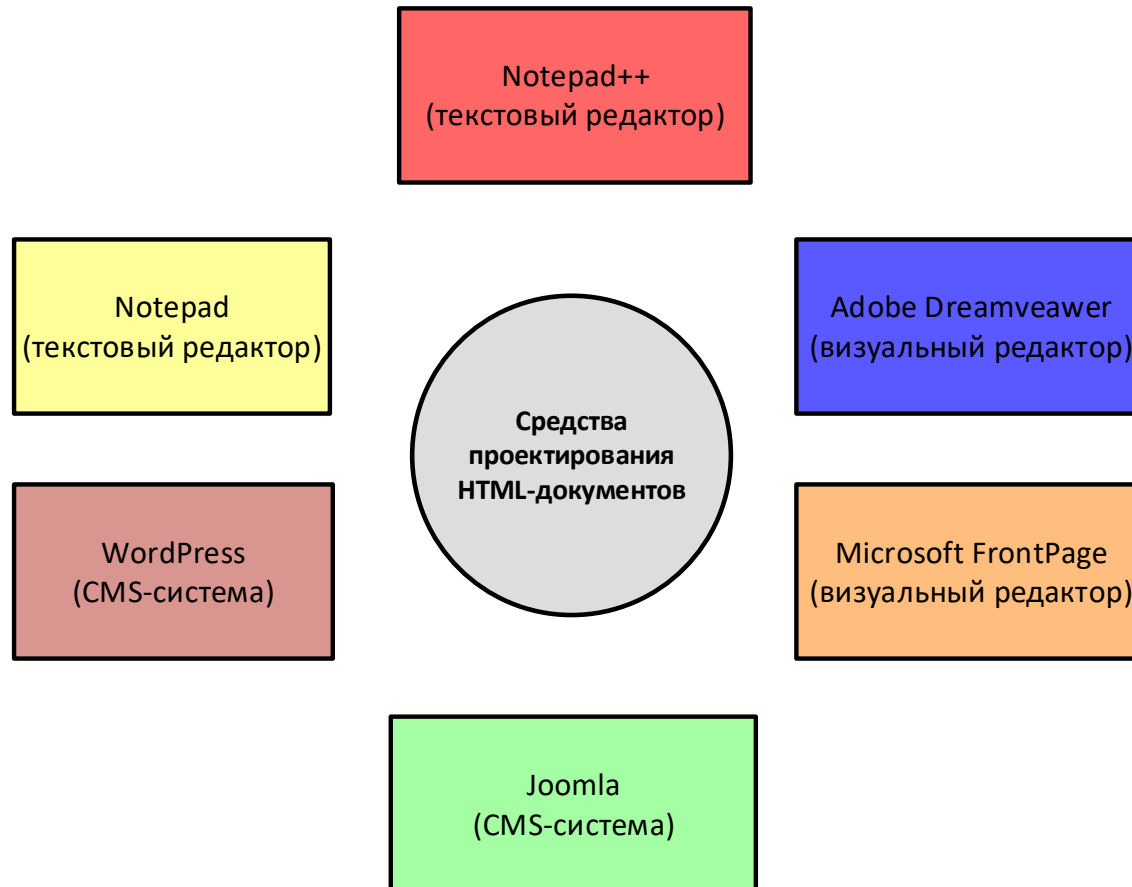 Notepad++
(текстовый редактор)
Notepad
(текстовый редактор)
Adobe Dreamveawer
(визуальный редактор)
Средства
проектирования
HTML-документов
WordPress
(CMS-система)
Microsoft FrontPage
(визуальный редактор)
Joomla
(CMS-система)